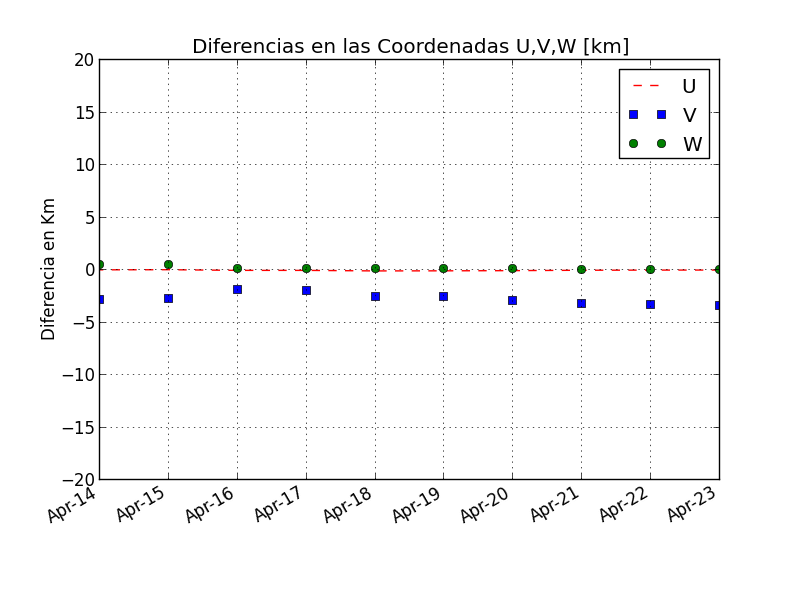 Diferencias en las Coordenadas U,V,W [km]
U
V
W
Diferencia en Km
20
15
10
5
0
−5
−10
−15
−20
Apr-14
Apr-15
Apr-16
Apr-17
Apr-18
Apr-19
Apr-20
Apr-21
Apr-22
Apr-23